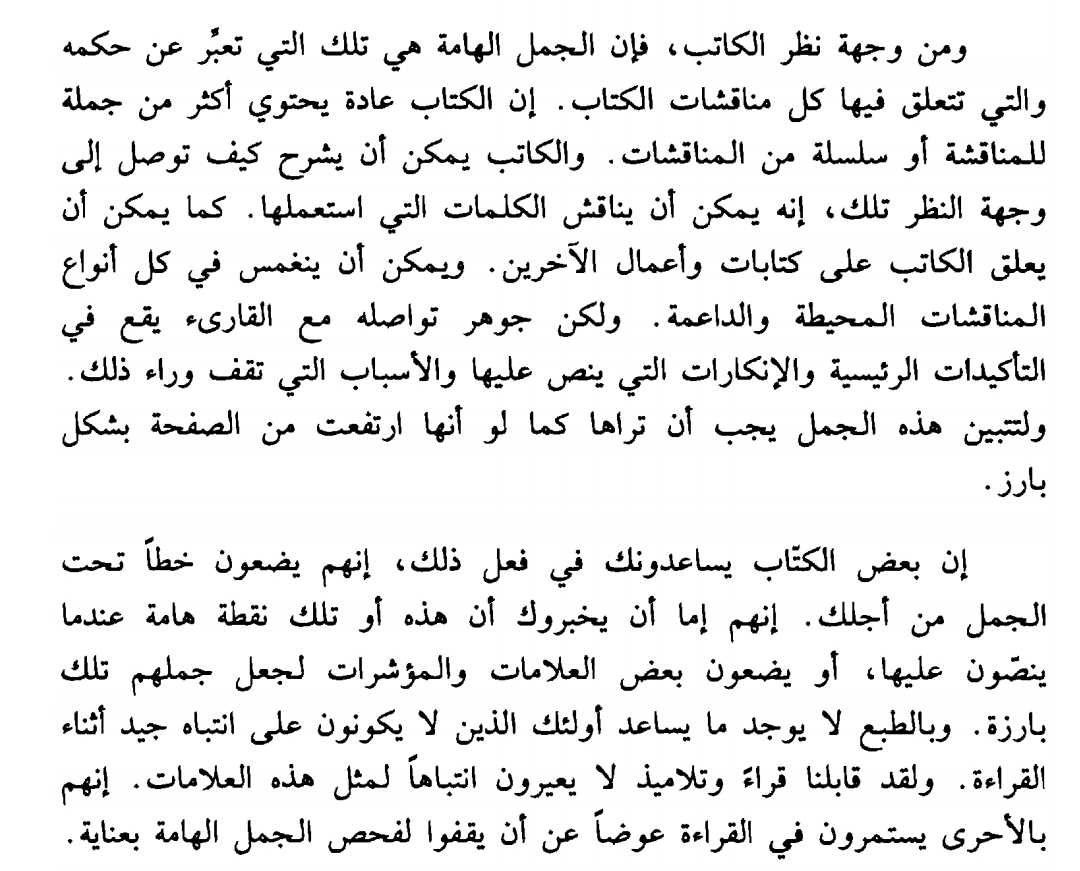 ومن وجهة نظر الكاتب، فإن الجمل الهامة هي تلك التي تعبِّر عن حكمه
والتي تتعلق فيها كل مناقشات الكتاب. إن الكتاب عادة يحتوي أكثر من جملة
للمناقشة أو سلسلة من المناقشات. والكاتب يمكن أن يشرح كيف توصل إلى
وجهة النظر تلك، إنه يمكن أن يناقش الكلمات التي استعملها. كما يمكن أن
يعلق الكاتب على كتابات وأعمال الآخرين. ويمكن أن ينغمس في كل أنواع
المناقشات المحيطة والداعمة. ولكن جوهر تواصله مع القارىء يقع في
التأكيدات الرئيسية والإنكارات التي ينص عليها والأسباب التي تقف وراء ذلك.
ولتتبين هذه الجمل يجب أن تراها كما لو أنها ارتفعت من الصفحة بشكل
بارز.
إن بعض الكتّاب يساعدونك في فعل ذلك، إنهم يضعون خطاً تحت
الجمل من أجلك. إنهم إما أن يخبروك أن هذه أو تلك نقطة هامة عندما
ينصّون عليها، أو يضعون بعض العلامات والمؤشرات لجعل جملهم تلك
بارزة. وبالطبع لا يوجد ما يساعد أولئك الذين لا يكونون على انتباه جيد أثناء
القراءة. ولقد قابلنا قراءً وتلاميذ لا يعيرون انتباهاً لمثل هذه العلامات. إنهم
بالأحرى يستمرون في القراءة عوضاً عن أن يقفوا لفحص الجمل الهامة بعناية.